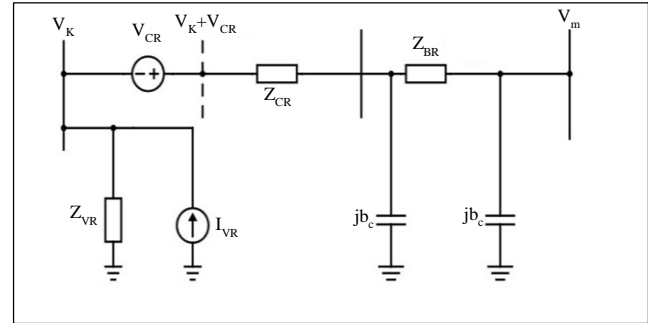 V_K
V_CR
V_K+V_CR
Z_CR
Z_BR
V_m
Z_VR
I_VR
jb_c
jb_c